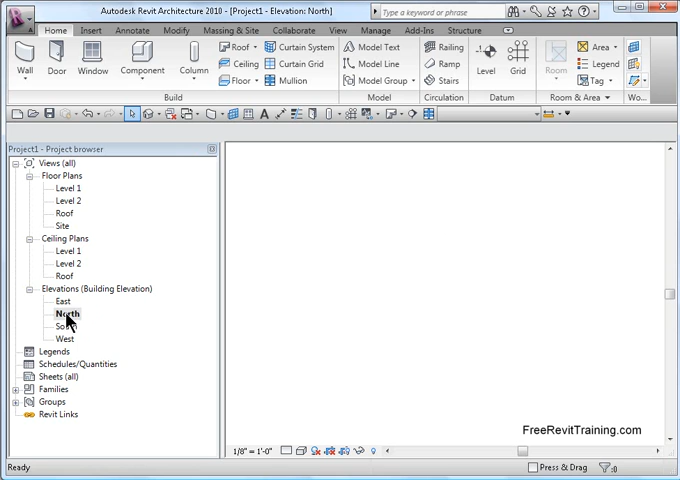 Autodesk Revit Architecture 2010 - [Project1 - Elevation: North]
Type a keyword or phrase
Home Insert Annotate Modify Massing & Site Collaborate View Manage Add-Ins Structure
Wall
Door
Window
Component
Column
Roof
Ceiling
Floor
Curtain System
Curtain Grid
Mullion
Build
Model Text
Model Line
Model Group
Model
Railing
Ramp
Stairs
Circulation
Level
Grid
Datum
Room
Area
Legend
Tag
Room & Area
Wo...
Project1 - Project browser
Views (all)
Floor Plans
Level 1
Level 2
Roof
Site
Ceiling Plans
Level 1
Level 2
Roof
Elevations (Building Elevation)
East
North
South
West
Legends
Schedules/Quantities
Sheets (all)
Families
Groups
Revit Links
FreeRevitTraining.com
1/8" = 1'-0"
Ready
Press & Drag
:0